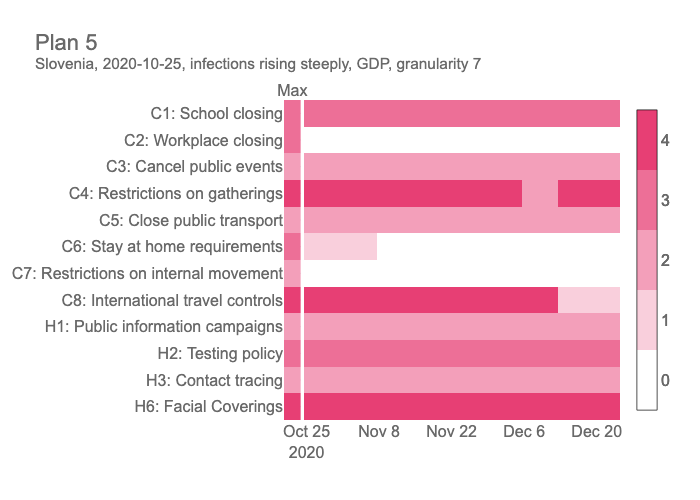 Plan 5
Slovenia, 2020-10-25, infections rising steeply, GDP, granularity 7
Max
C1: School closing
C2: Workplace closing
C3: Cancel public events
C4: Restrictions on gatherings
C5: Close public transport
C6: Stay at home requirements
C7: Restrictions on internal movement
C8: International travel controls
H1: Public information campaigns
H2: Testing policy
H3: Contact tracing
H6: Facial Coverings
4
3
2
1
0
Oct 25 Nov 8 Nov 22 Dec 6 Dec 20
2020